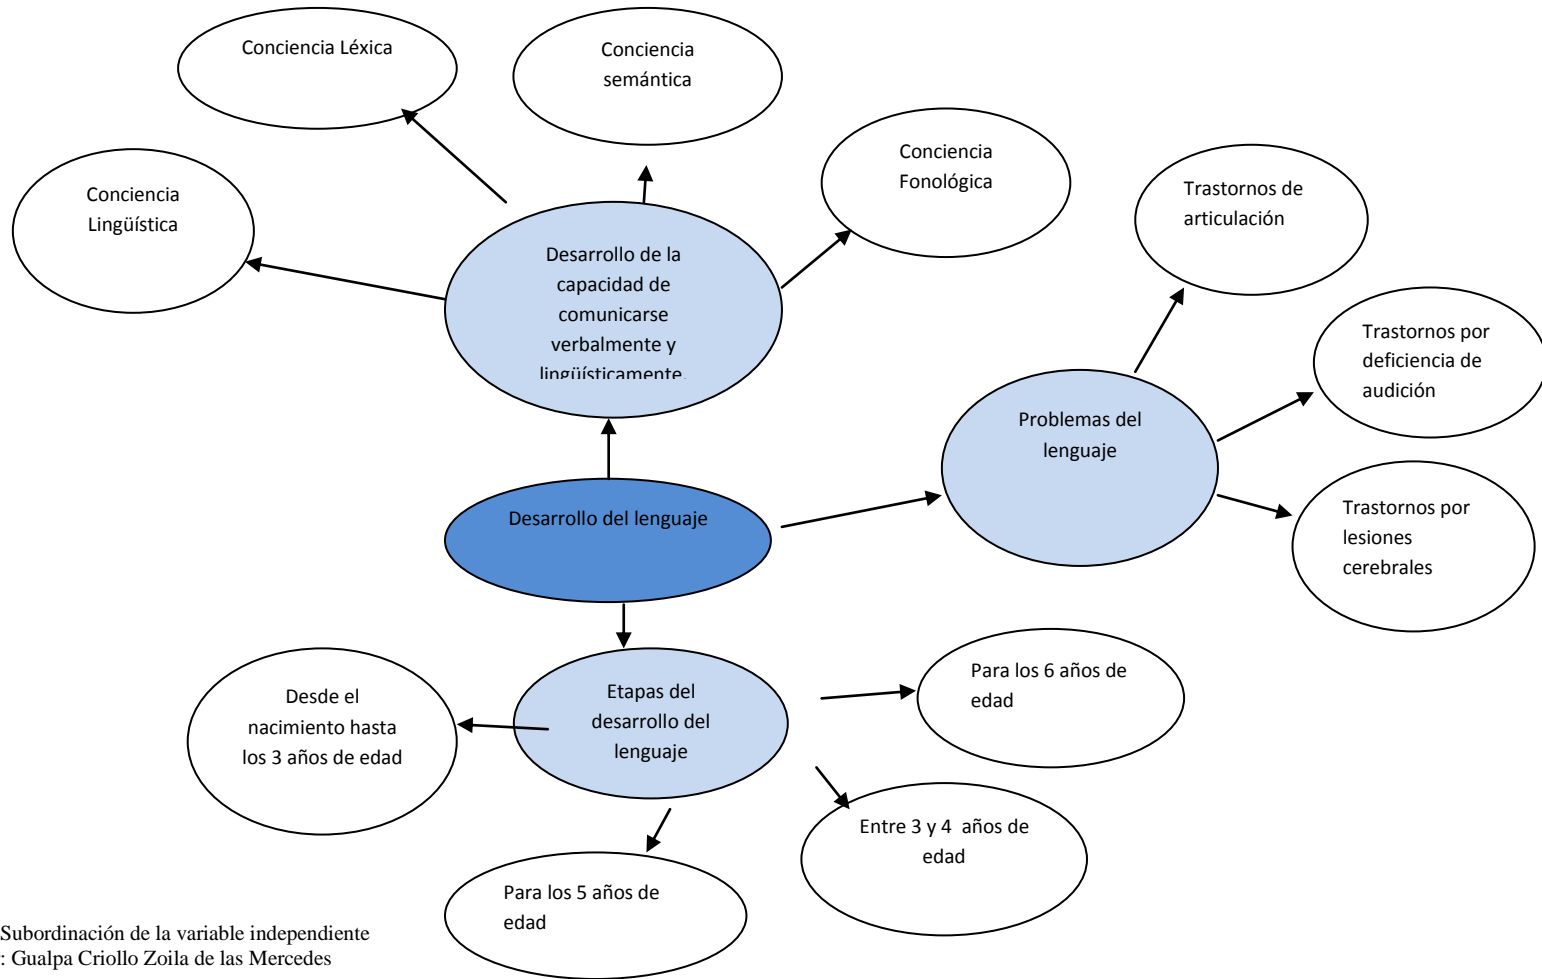 Conciencia Léxica
Conciencia
semántica
Conciencia
Fonológica
Conciencia
Lingüística
Trastornos de
articulación
Desarrollo de la
capacidad de
comunicarse
verbalmente y
lingüísticamente.
Trastornos por
deficiencia de
audición
Problemas del
lenguaje
Desarrollo del lenguaje
Trastornos por
lesiones
cerebrales
Desde el
nacimiento hasta
los 3 años de edad
Etapas del
desarrollo del
lenguaje
Para los 6 años de
edad
Entre 3 y 4 años de
edad
Para los 5 años de
edad
Subordinación de la variable independiente
: Gualpa Criollo Zoila de las Mercedes